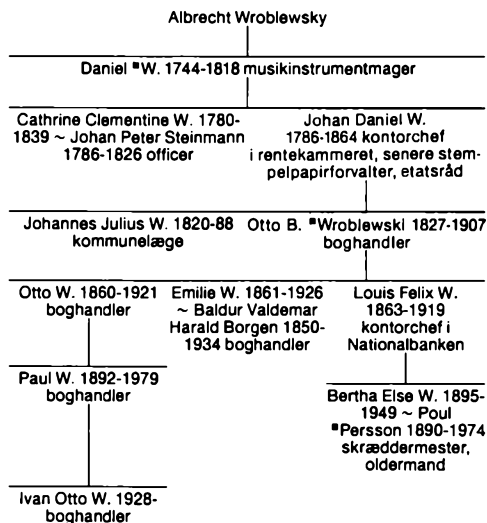 Albrecht Wroblewsky
Daniel ■W. 1744-1818 musikinstrumentmager
Cathrine Clementine W. 1780-
1839 ~ Johan Peter Steinmann
1786-1826 officer
Johan Daniel W.
1786-1864 kontorchef
i rentekammeret, senere stem-
pelpapirforvalter, etatsråd
Johannes Julius W. 1820-88
kommunelæge
Otto B. ■Wroblewski 1827-1907
boghandler
Otto W. 1860-1921
boghandler
Emilie W. 1861-1926
~ Baldur Valdemar
Harald Borgen 1850-
1934 boghandler
Louis Felix W.
1863-1919
kontorchef i
Nationalbanken
Paul W. 1892-1979
boghandler
Bertha Else W. 1895-
1949 ~ Poul
■Persson 1890-1974
skræddermester,
oldermand
Ivan Otto W. 1928-
boghandler